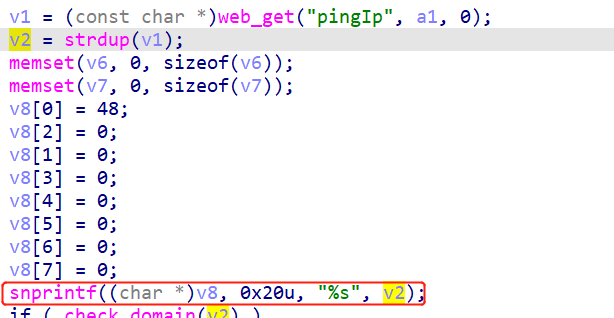 v1 = (const char *)web_get("pingIp", a1, 0);
v2 = strdup(v1);
memset(v6, 0, sizeof(v6));
memset(v7, 0, sizeof(v7));
v8[0] = 48;
v8[2] = 0;
v8[1] = 0;
v8[3] = 0;
v8[4] = 0;
v8[5] = 0;
v8[6] = 0;
v8[7] = 0;
snprintf((char *)v8, 0x20u, "%s", v2);
if ( check_domain(v2) )